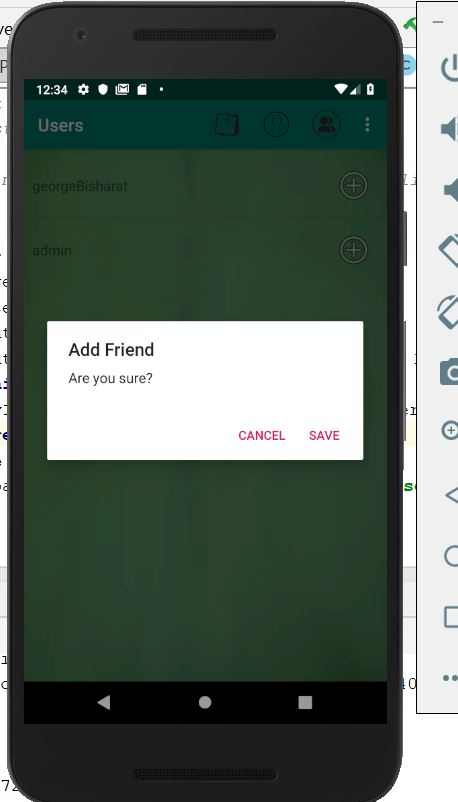 12:34
Users
georgeBisharat
admin
Add Friend
Are you sure?
CANCEL SAVE